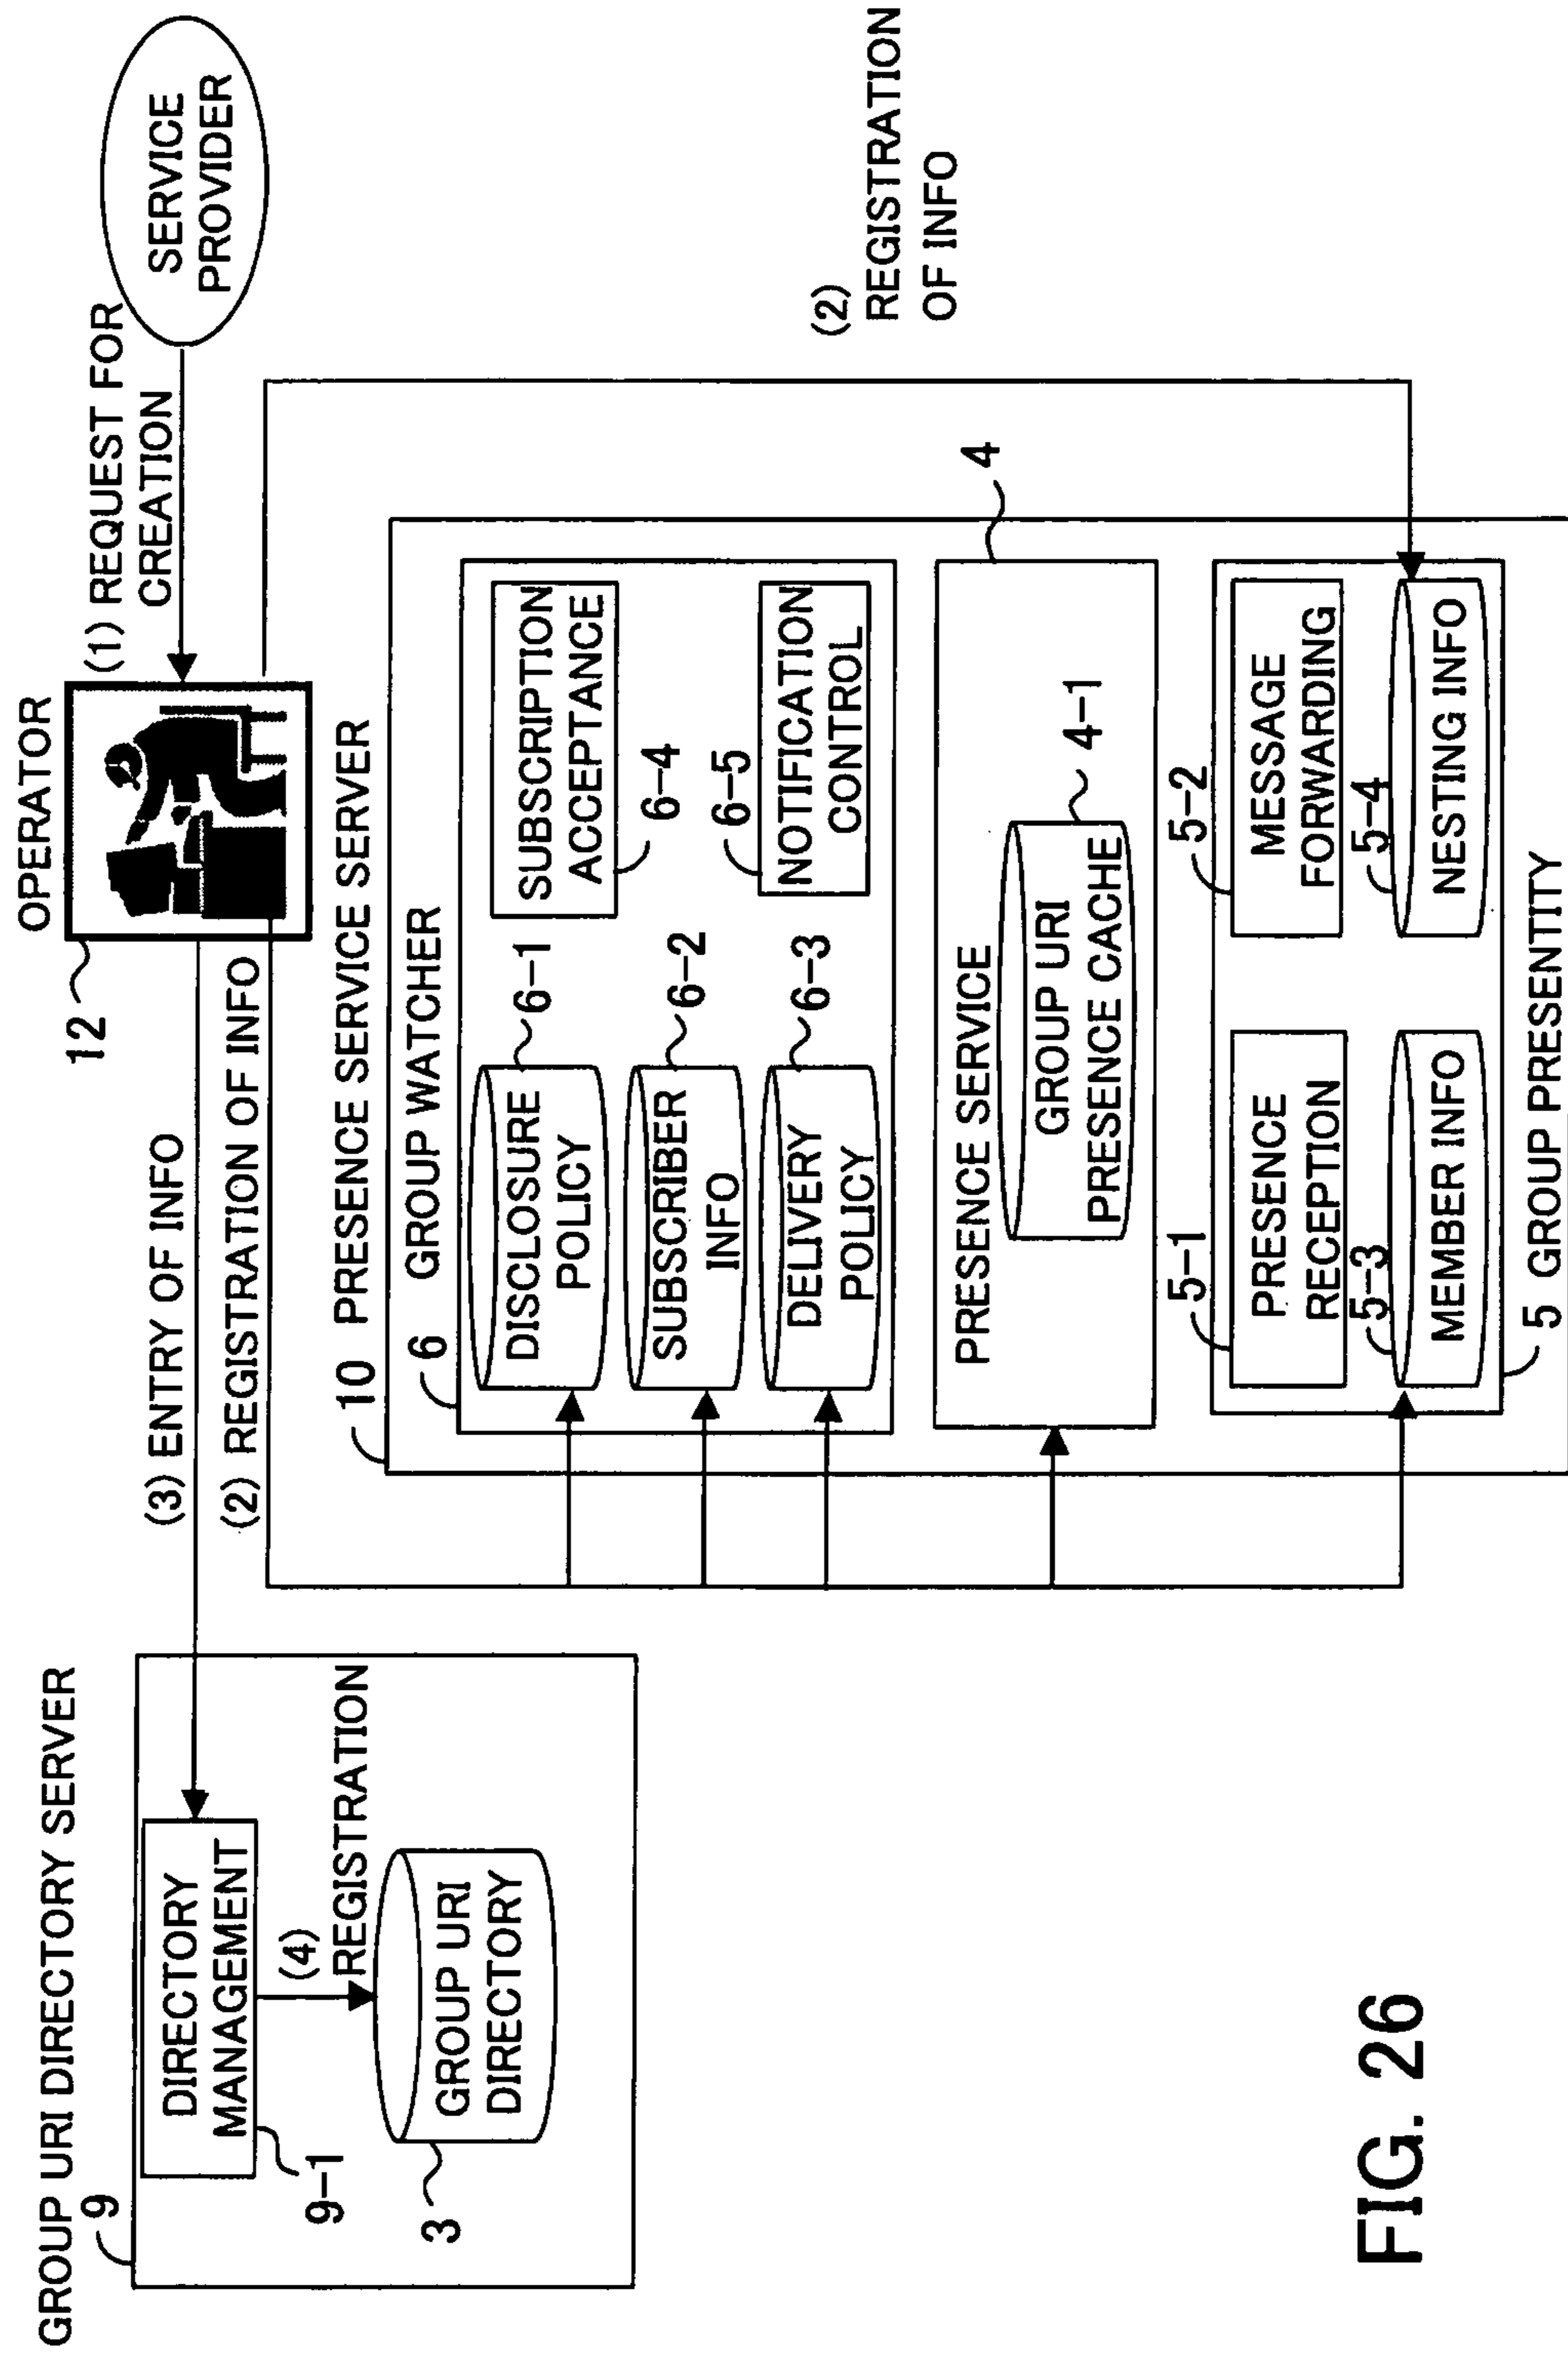 GROUP URI DIRECTORY SERVER
9
DIRECTORY
MANAGEMENT
9-1
(4)
REGISTRATION
GROUP URI
DIRECTORY
3
(3) ENTRY OF INFO
(2) REGISTRATION OF INFO
12
OPERATOR
(1) REQUEST FOR
CREATION
SERVICE
PROVIDER
(2)
REGISTRATION
OF INFO
10 PRESENCE SERVICE SERVER
6
GROUP WATCHER
DISCLOSURE
POLICY
6-1
SUBSCRIBER
INFO
6-2
DELIVERY
POLICY
6-3
SUBSCRIPTION
ACCEPTANCE
6-4
6-5
NOTIFICATION
CONTROL
4
PRESENCE SERVICE
GROUP URI
PRESENCE CACHE
4-1
5-1
PRESENCE
RECEPTION
5-2
MESSAGE
FORWARDING
5-3
MEMBER INFO
5-4
NESTING INFO
5 GROUP PRESENTITY
FIG. 26